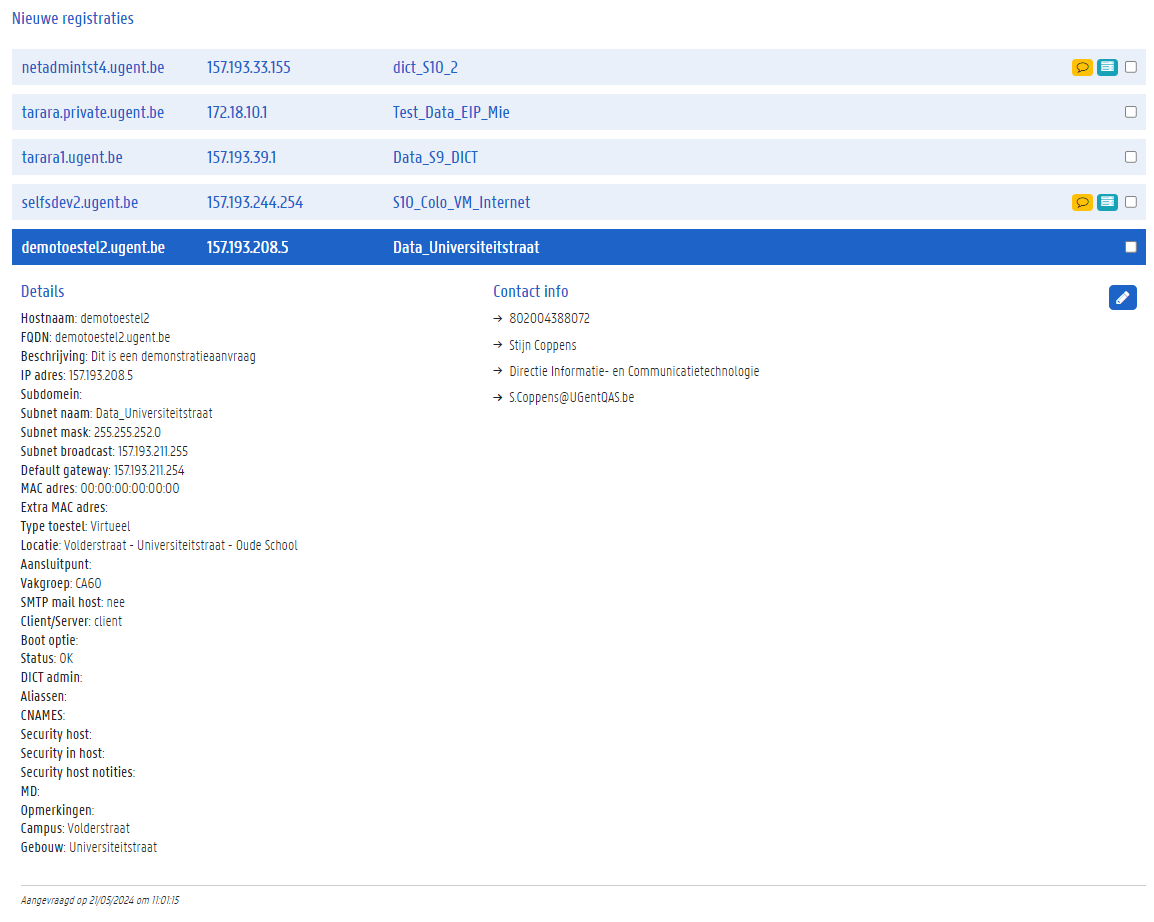 Nieuwe registraties
netadmintst4.ugent.be 157.193.33.155 dict_S10_2
tarara.private.ugent.be 172.18.10.1 Test_Data_EIP_Mie
tarara1.ugent.be 157.193.39.1 Data_S9_DICT
selfsdev2.ugent.be 157.193.244.254 S10_Colo_VM_Internet
demotoestel2.ugent.be 157.193.208.5 Data_Universiteitstraat
Details
Hostnaam: demotoestel2
FQDN: demotoestel2.ugent.be
Beschrijving: Dit is een demonstratieaanvraag
IP adres: 157.193.208.5
Subdomein:
Subnet naam: Data_Universiteitstraat
Subnet mask: 255.255.252.0
Subnet broadcast: 157.193.211.255
Default gateway: 157.193.211.254
MAC adres: 00:00:00:00:00:00
Extra MAC adres:
Type toestel: Virtueel
Locatie: Volderstraat - Universiteitstraat - Oude School
Aansluitpunt:
Vakgroep: CA60
SMTP mail host: nee
Client/Server: client
Boot optie:
Status: OK
DICT admin:
Aliassen:
CNAMES:
Security host:
Security in host:
Security host notities:
MD:
Opmerkingen:
Campus: Volderstraat
Gebouw: Universiteitstraat
Contact info
→ 802004388072
→ Stijn Coppens
→ Directie Informatie- en Communicatietechnologie
→ S.Coppens@UGentQAS.be
Aangevraagd op 21/05/2024 om 11:01:15